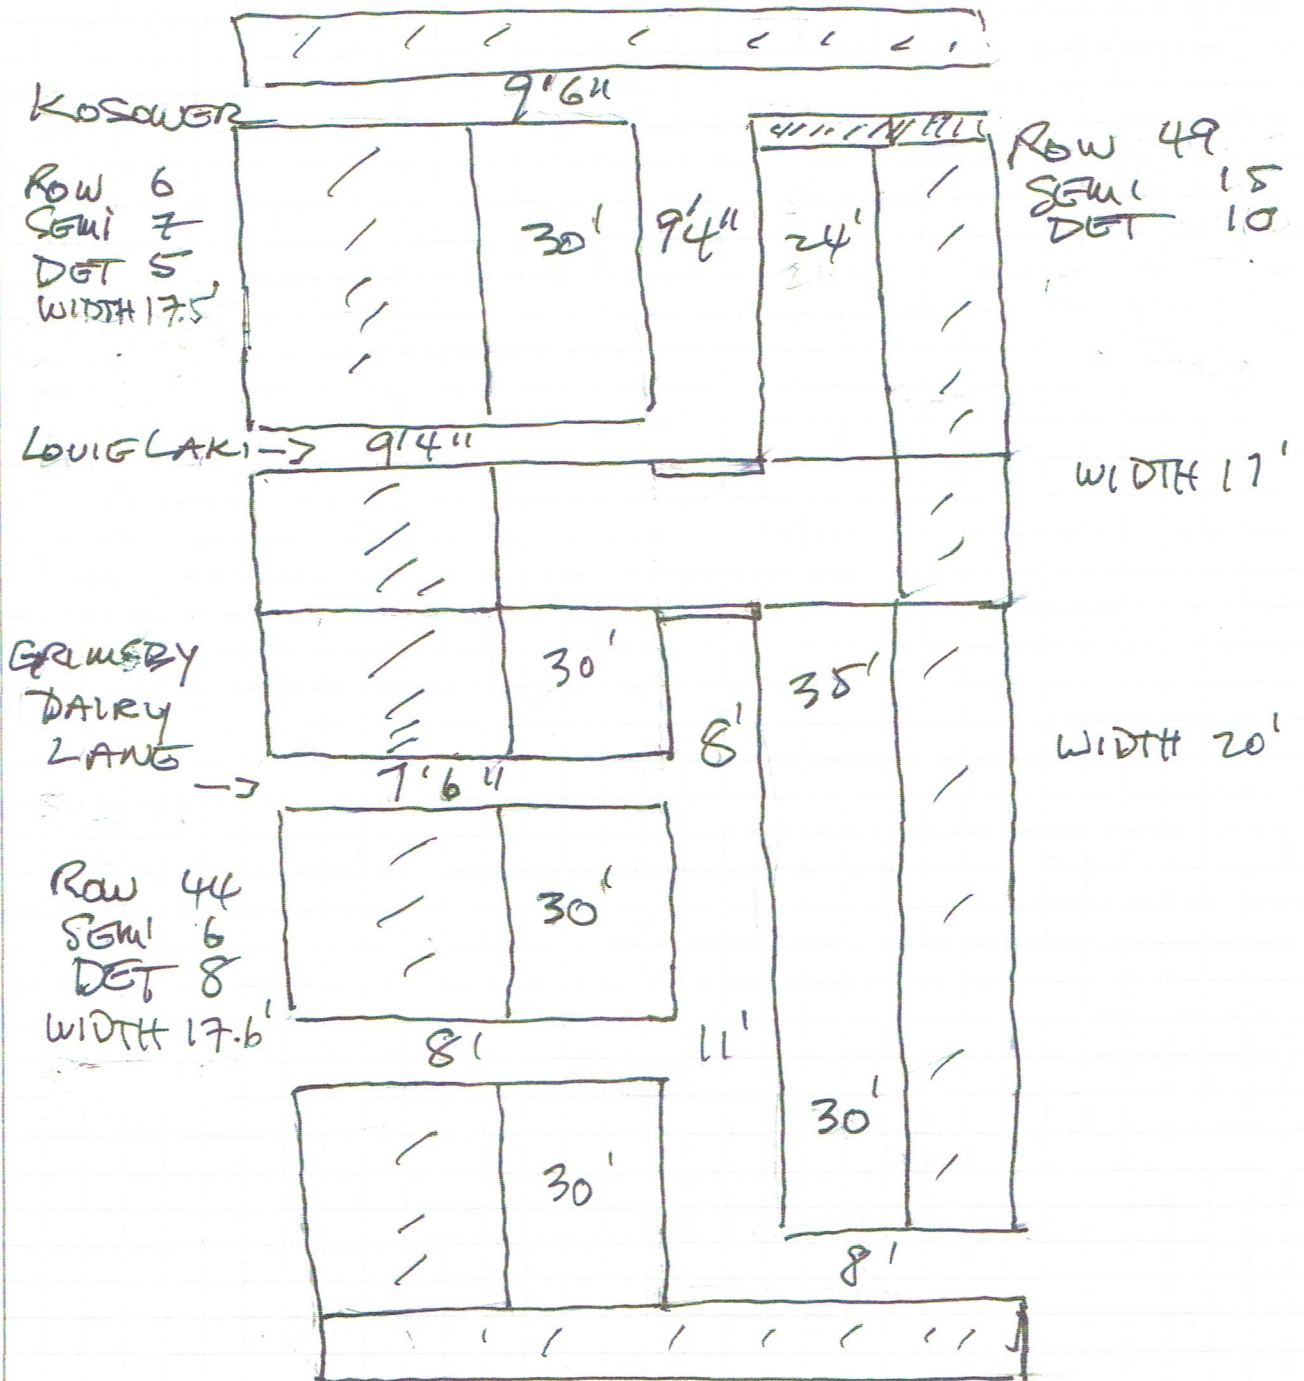 9'6"
KOSOWER
ROW 6
SEMI 7
DET 5
WIDTH 17.5'
30'
9'4"
24'
ROW 49
SEMI 15
DET 10
LOUIE LAKI ->
9'4"
WIDTH 17'
GRIMSBY
DAIRY
LANE
->
30'
35'
8'
WIDTH 20'
7'6"
ROW 44
SEMI 6
DET 8
WIDTH 17.6'
30'
8'
11'
30'
30'
8'